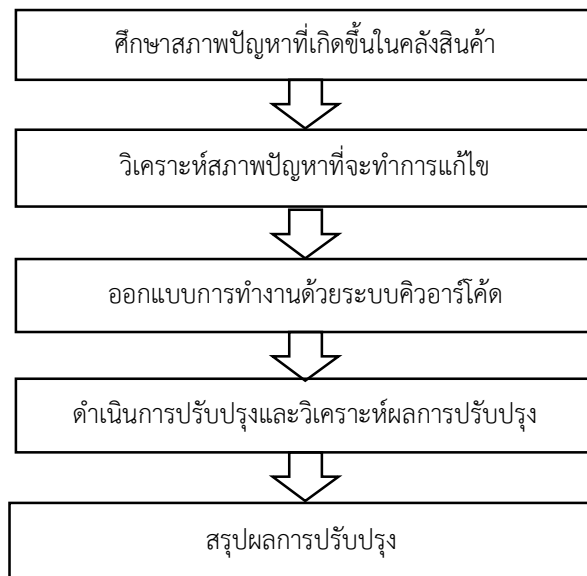 ศึกษาสภาพปัญหาที่เกิดขึ้นในคลังสินค้า
วิเคราะห์สภาพปัญหาที่จะทำการแก้ไข
ออกแบบการทำงานด้วยระบบคิวอาร์โค้ด
ดำเนินการปรับปรุงและวิเคราะห์ผลการปรับปรุง
สรุปผลการปรับปรุง